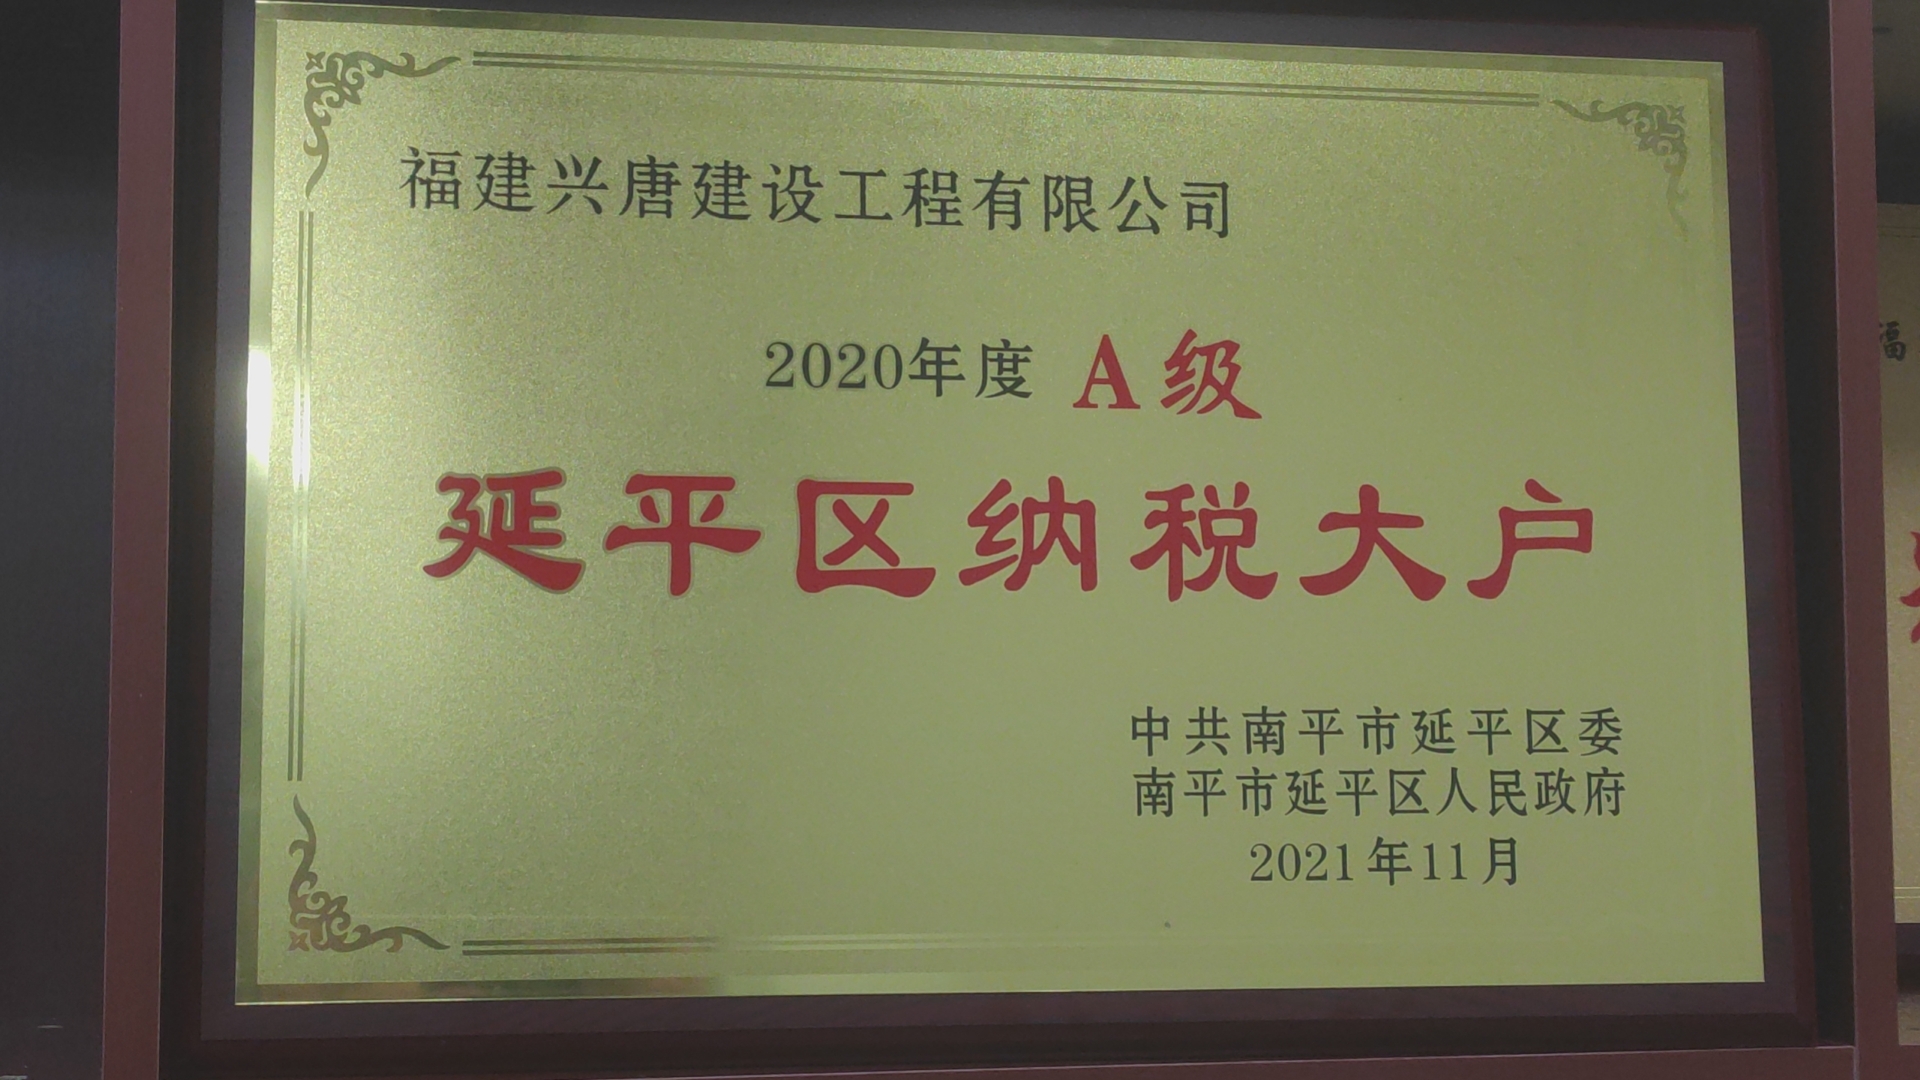 福建兴唐建设工程有限公司
2020年度 A级
延平区纳税大户
中共南平市延平区委
南平市延平区人民政府
2021年11月
福